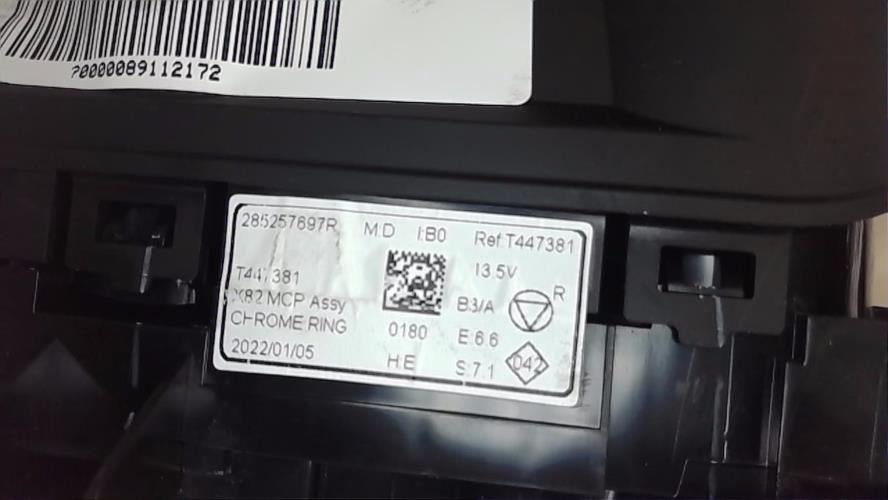 P0000089112172
285257697R M:D I:B0 Ref:T447381
T447381 13.5V
X82 MCP Assy B3/A R
CHROME RING 0180 E:6.6
2022/01/05 H:E S:7.1 042